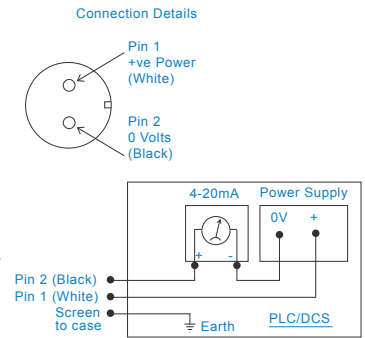 Connection Details
Pin 1
+ve Power
(White)
Pin 2
0 Volts
(Black)
4-20mA
Power Supply
0V +
+ -
Pin 2 (Black)
Pin 1 (White)
Screen
to case
Earth
PLC/DCS